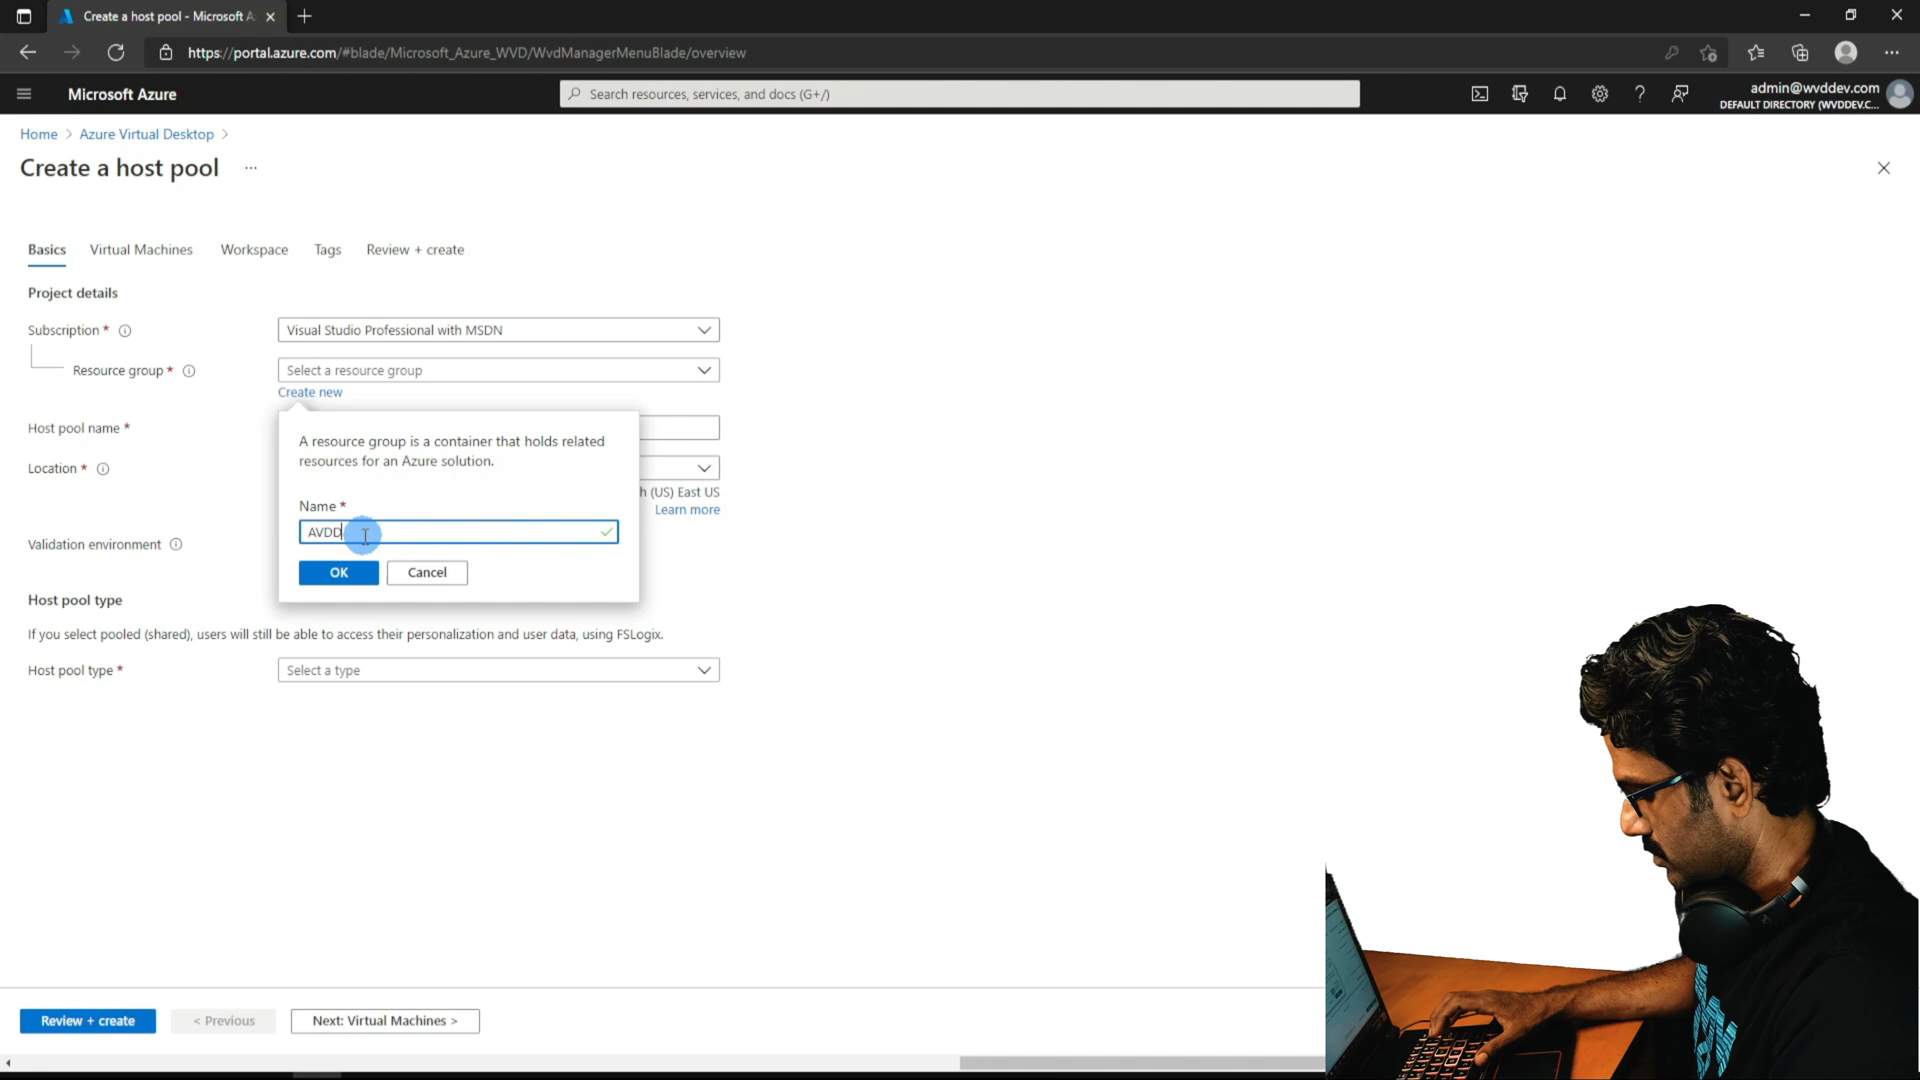 Create a host pool - Microsoft A
https://portal.azure.com/#blade/Microsoft_Azure_WVD/WvdManagerMenuBlade/overview
Microsoft Azure
Search resources, services, and docs (G+/)
admin@wvddev.com
DEFAULT DIRECTORY (WVDDEV.C...
Home > Azure Virtual Desktop >
Create a host pool ...
Basics Virtual Machines Workspace Tags Review + create
Project details
Subscription * Visual Studio Professional with MSDN
Resource group * Select a resource group
Create new
Host pool name *
A resource group is a container that holds related
resources for an Azure solution.
Location *
h (US) East US
Learn more
Name *
AVDD
Validation environment
OK Cancel
Host pool type
If you select pooled (shared), users will still be able to access their personalization and user data, using FSLogix.
Host pool type * Select a type
Review + create < Previous Next: Virtual Machines >